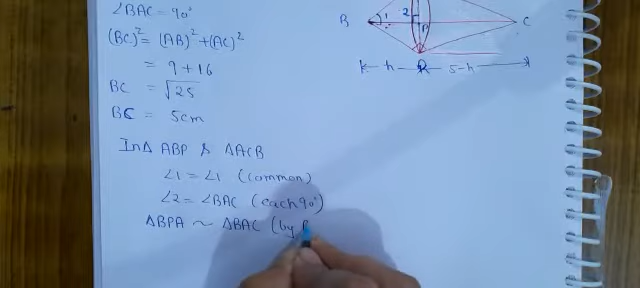 ∠BAC = 90°
(BC)² = (AB)² + (AC)²
= 9 + 16
BC = √25
BC = 5cm
In Δ ABP & ΔACB
∠1 = ∠1 (common)
∠2 = ∠BAC (each 90°)
ΔBPA ~ ΔBAC (by
B 1 2 P C
h 5-h